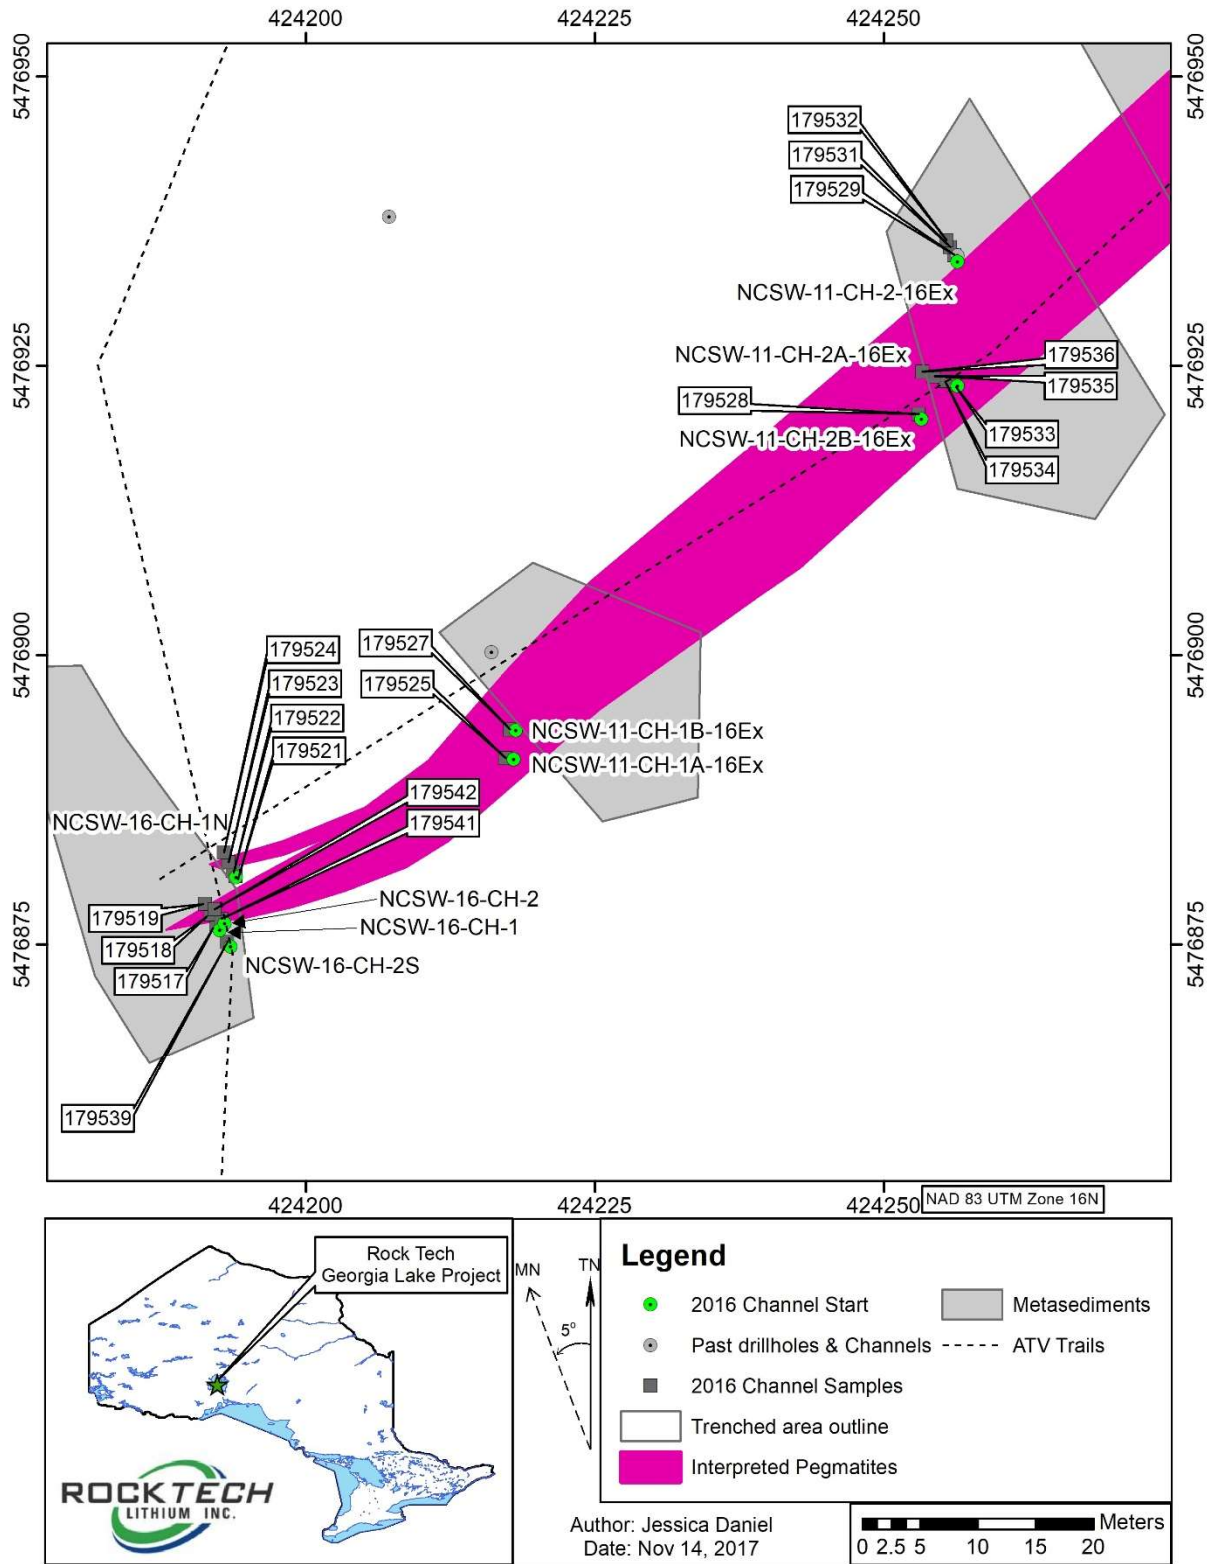 424200
424225
424250
5476950
5476950
179532
179531
179529
NCSW-11-CH-2-16Ex
5476925
5476925
NCSW-11-CH-2A-16Ex
179536
179535
179528
NCSW-11-CH-2B-16Ex
179533
179534
5476900
5476900
179524
179527
179523
179525
179522
179521
NCSW-11-CH-1B-16Ex
NCSW-11-CH-1A-16Ex
179542
NCSW-16-CH-1N
179541
5476875
5476875
NCSW-16-CH-2
179519
NCSW-16-CH-1
179518
NCSW-16-CH-2S
179517
179539
424200
424225
424250
NAD 83 UTM Zone 16N
Rock Tech
Georgia Lake Project
ROCKTECH
LITHIUM INC.
MN
TN
5°
Legend
2016 Channel Start
Metasediments
Past drillholes & Channels
ATV Trails
2016 Channel Samples
Trenched area outline
Interpreted Pegmatites
Author: Jessica Daniel
Date: Nov 14, 2017
Meters
0 2.5 5 10 15 20